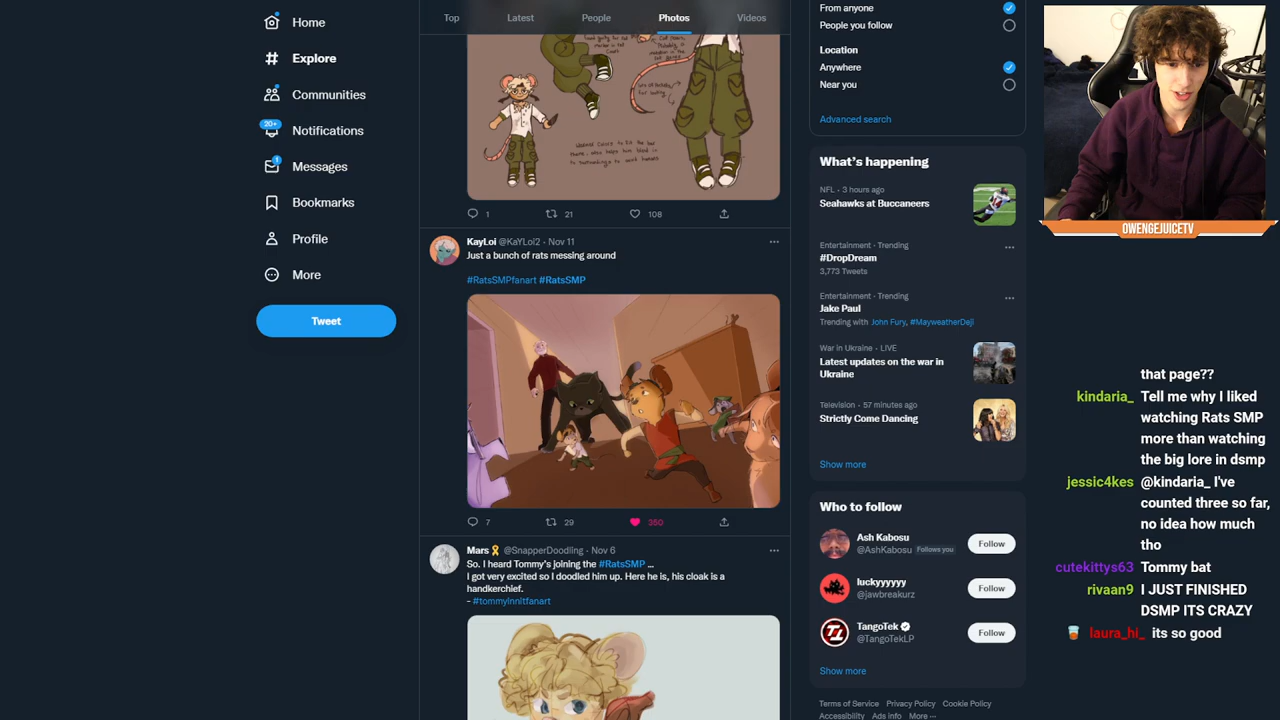 Home
Explore
Communities
20+
Notifications
1
Messages
Bookmarks
Profile
More
Tweet
Top
Latest
People
Photos
Videos
1
21
108
KayLoi @KaYLoi2 · Nov 11
Just a bunch of rats messing around
#RatsSMPfanart #RatsSMP
7
29
350
Mars🎗 @SnapperDoodling · Nov 6
So. I heard Tommy's joining the #RatsSMP ...
I got very excited so I doodled him up. Here he is, his cloak is a
handkerchief.
- #tommyinnitfanart
From anyone
People you follow
Location
Anywhere
Near you
Advanced search
What's happening
NFL · 3 hours ago
Seahawks at Buccaneers
Entertainment · Trending
#DropDream
3,773 Tweets
Entertainment · Trending
Jake Paul
Trending with John Fury, #MayweatherDeji
War in Ukraine · LIVE
Latest updates on the war in
Ukraine
Television · 57 minutes ago
Strictly Come Dancing
Show more
Who to follow
Ash Kabosu
@AshKabosu Follows you
Follow
luckyyyyyy
@jawbreakurz
Follow
TangoTek
@TangoTekLP
Follow
Show more
Terms of Service Privacy Policy Cookie Policy
Accessibility Ads info More ···
OWENGEJUICETV
that page??
kindaria_ Tell me why I liked
watching Rats SMP
more than watching
the big lore in dsmp
jessic4kes @kindaria_ I've
counted three so far,
no idea how much
tho
cutekittys63 Tommy bat
rivaan9 I JUST FINISHED
DSMP ITS CRAZY
laura_hi_ its so good